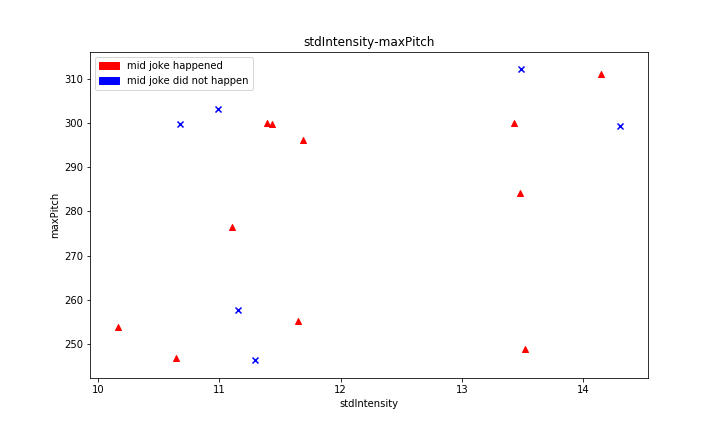 stdIntensity-maxPitch
mid joke happened
mid joke did not happen
maxPitch
310
300
290
280
270
260
250
10 11 12 13 14
stdIntensity